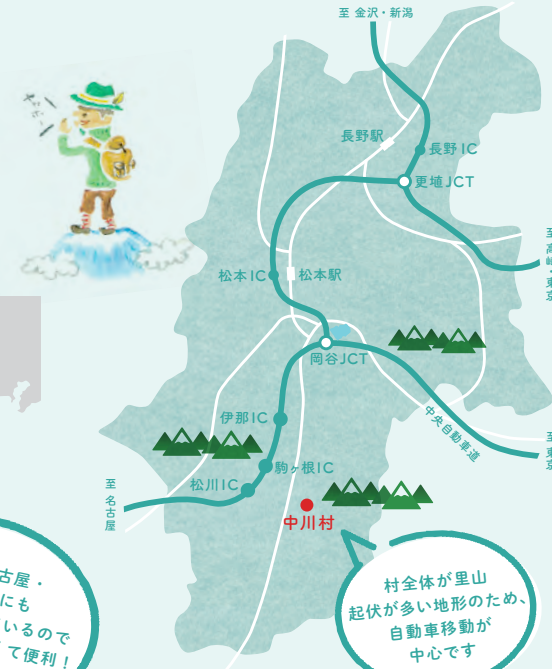 至 金沢・新潟
ヤッホー
長野駅
長野IC
更埴JCT
至 高崎・東京
松本IC
松本駅
岡谷JCT
中央自動車道
伊那IC
至 東京
駒ヶ根IC
松川IC
至 名古屋
中川村
古屋・
にも
いるので
て便利！
村全体が里山
起伏が多い地形のため、
自動車移動が
中心です